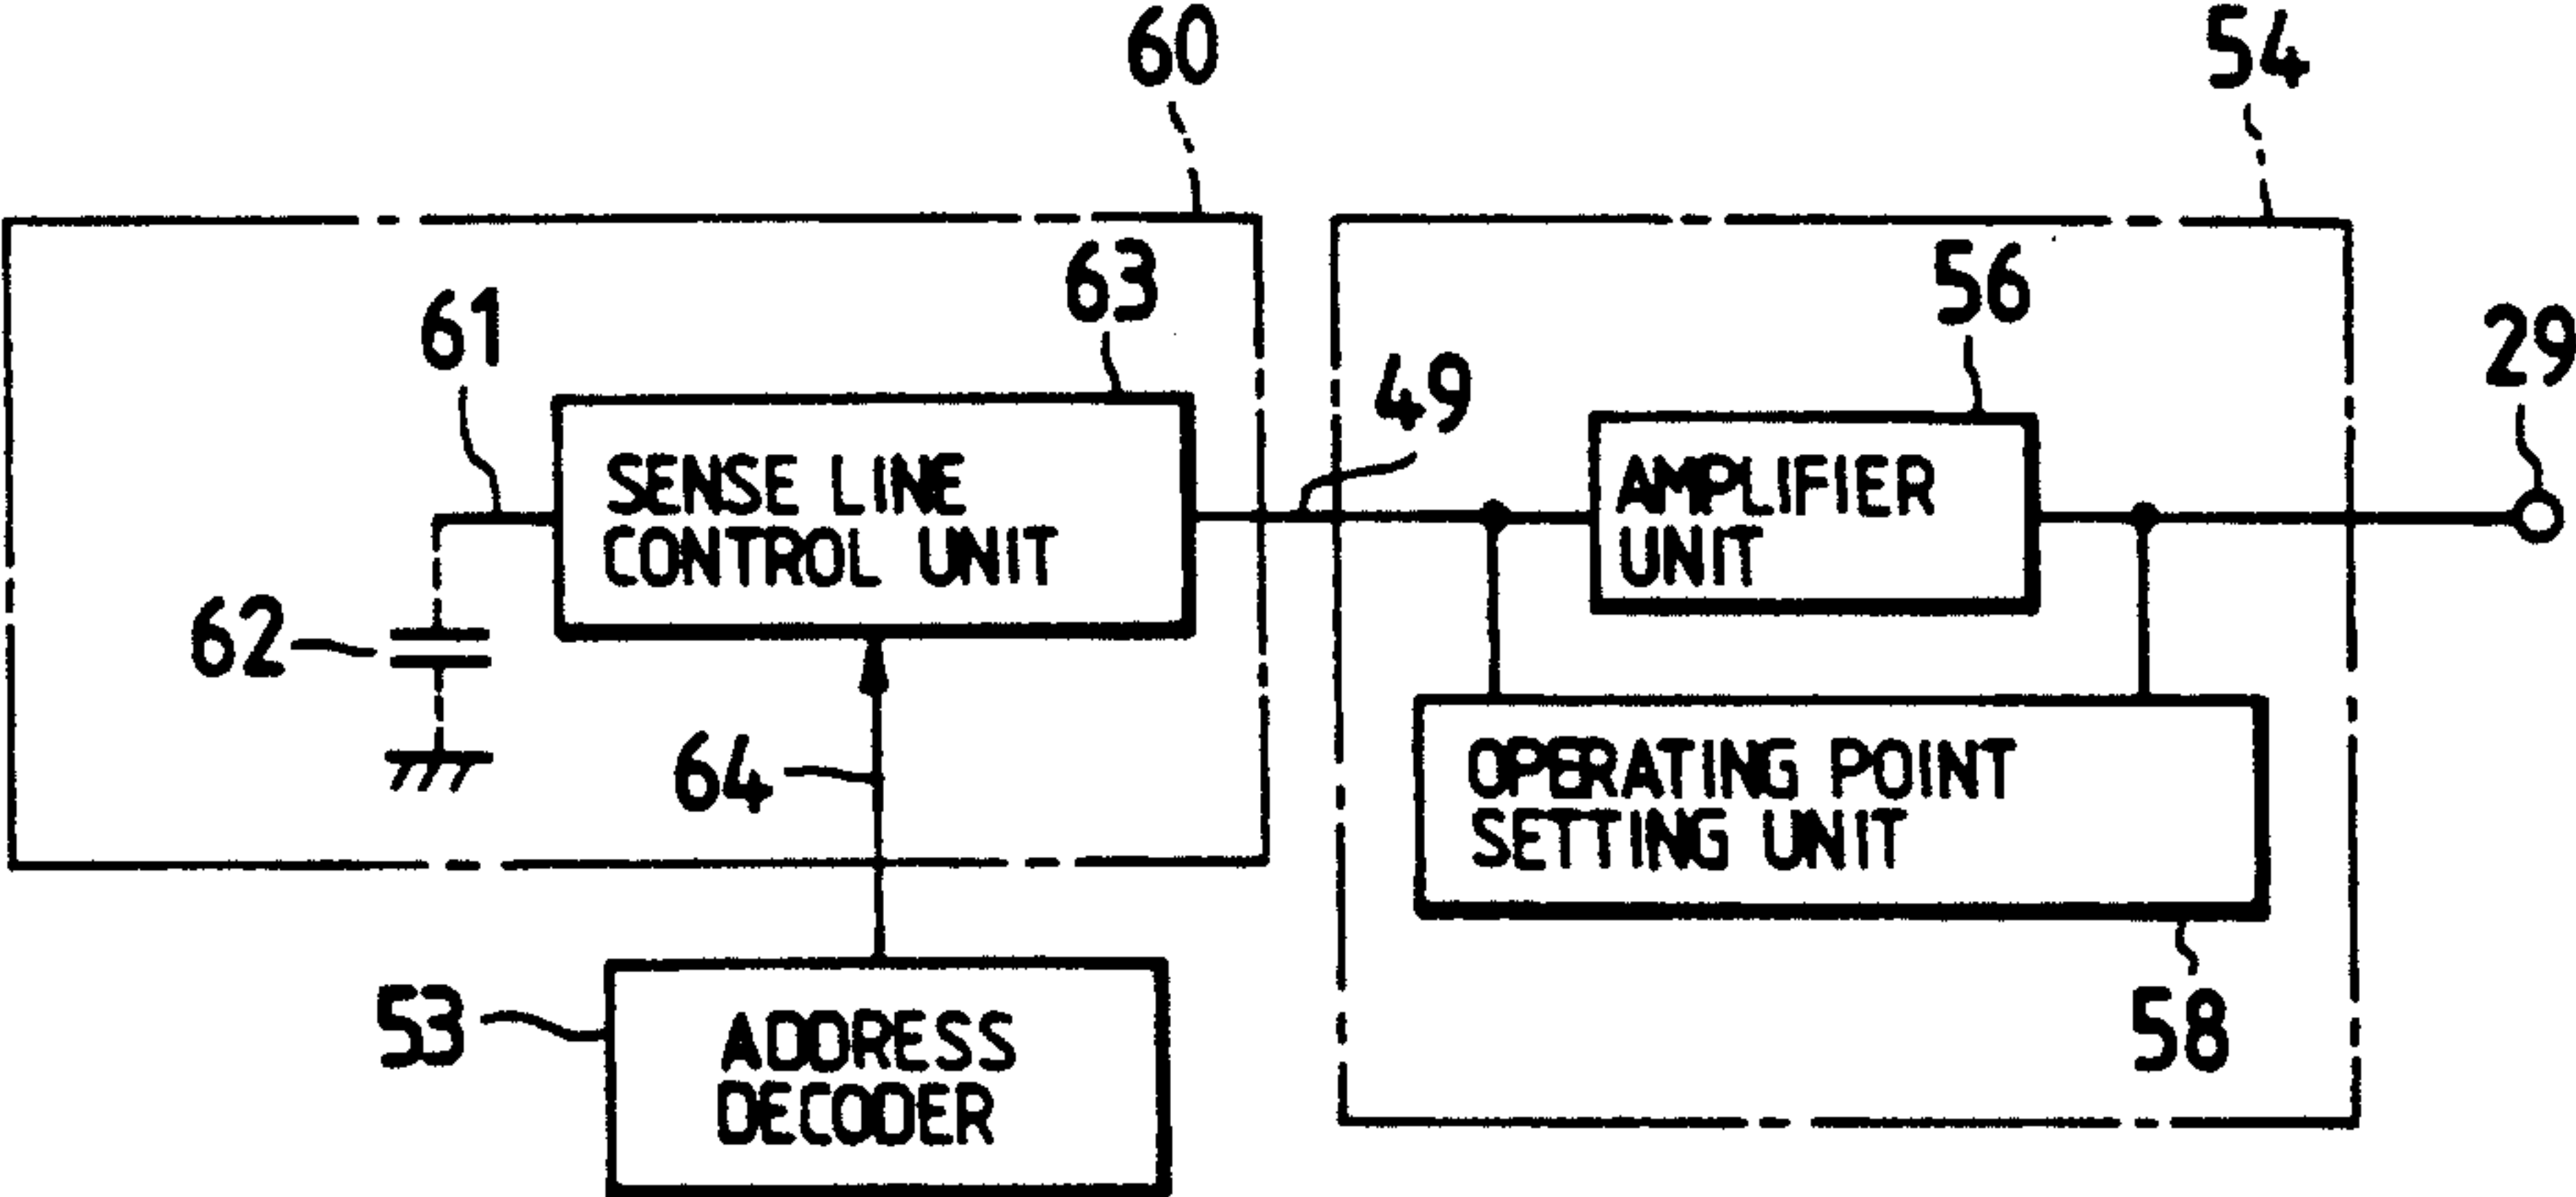 60
54
63
56
61
49
29
SENSE LINE
CONTROL UNIT
AMPLIFIER
UNIT
62
64
OPERATING POINT
SETTING UNIT
53
ADDRESS
DECODER
58